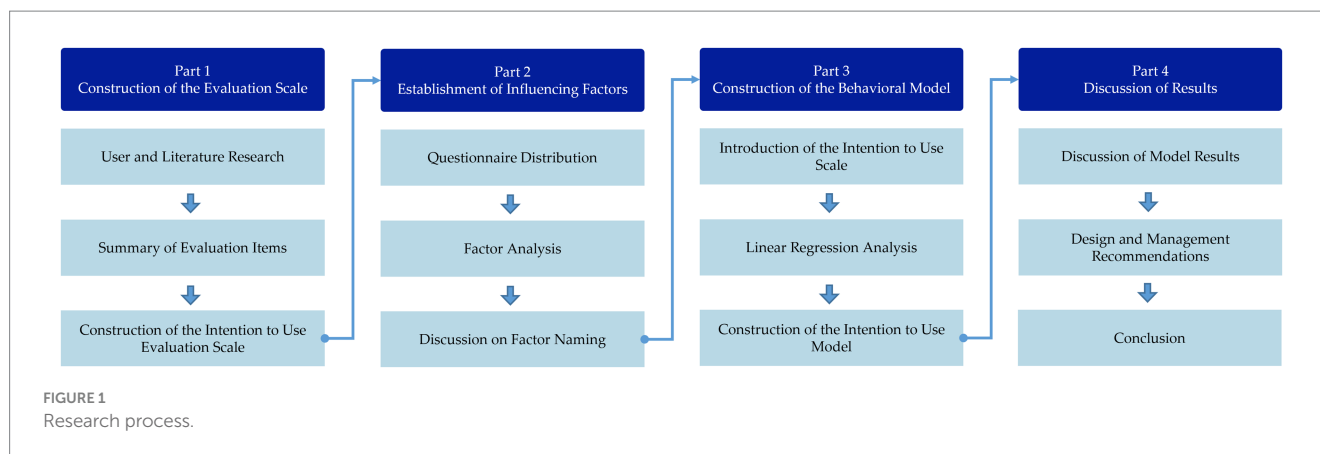 Part 1
Construction of the Evaluation Scale
User and Literature Research
Summary of Evaluation Items
Construction of the Intention to Use
Evaluation Scale
Part 2
Establishment of Influencing Factors
Questionnaire Distribution
Factor Analysis
Discussion on Factor Naming
Part 3
Construction of the Behavioral Model
Introduction of the Intention to Use
Scale
Linear Regression Analysis
Construction of the Intention to Use
Model
Part 4
Discussion of Results
Discussion of Model Results
Design and Management
Recommendations
Conclusion
FIGURE 1
Research process.